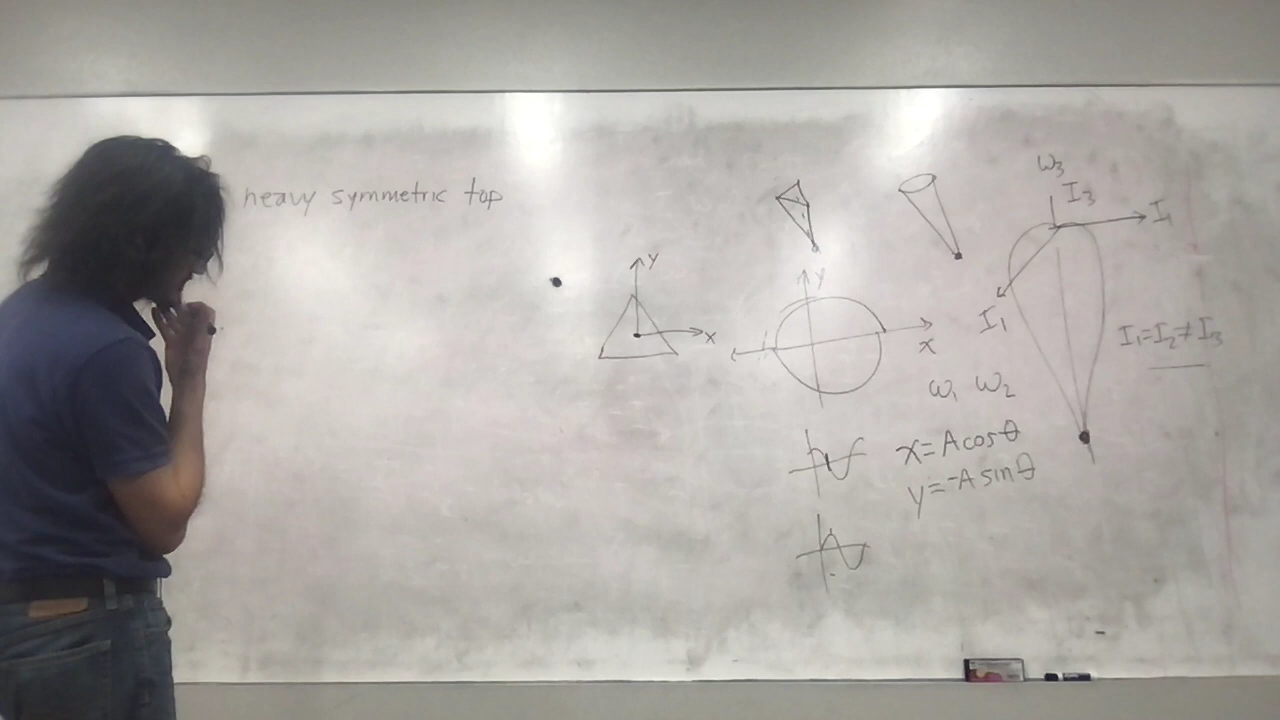 heavy symmetric top
y
x
y
x
ω₁ ω₂
x=Acosθ
y=-Asinθ
ω₃
I₃
I₁
I₁
I₁=I₂≠I₃